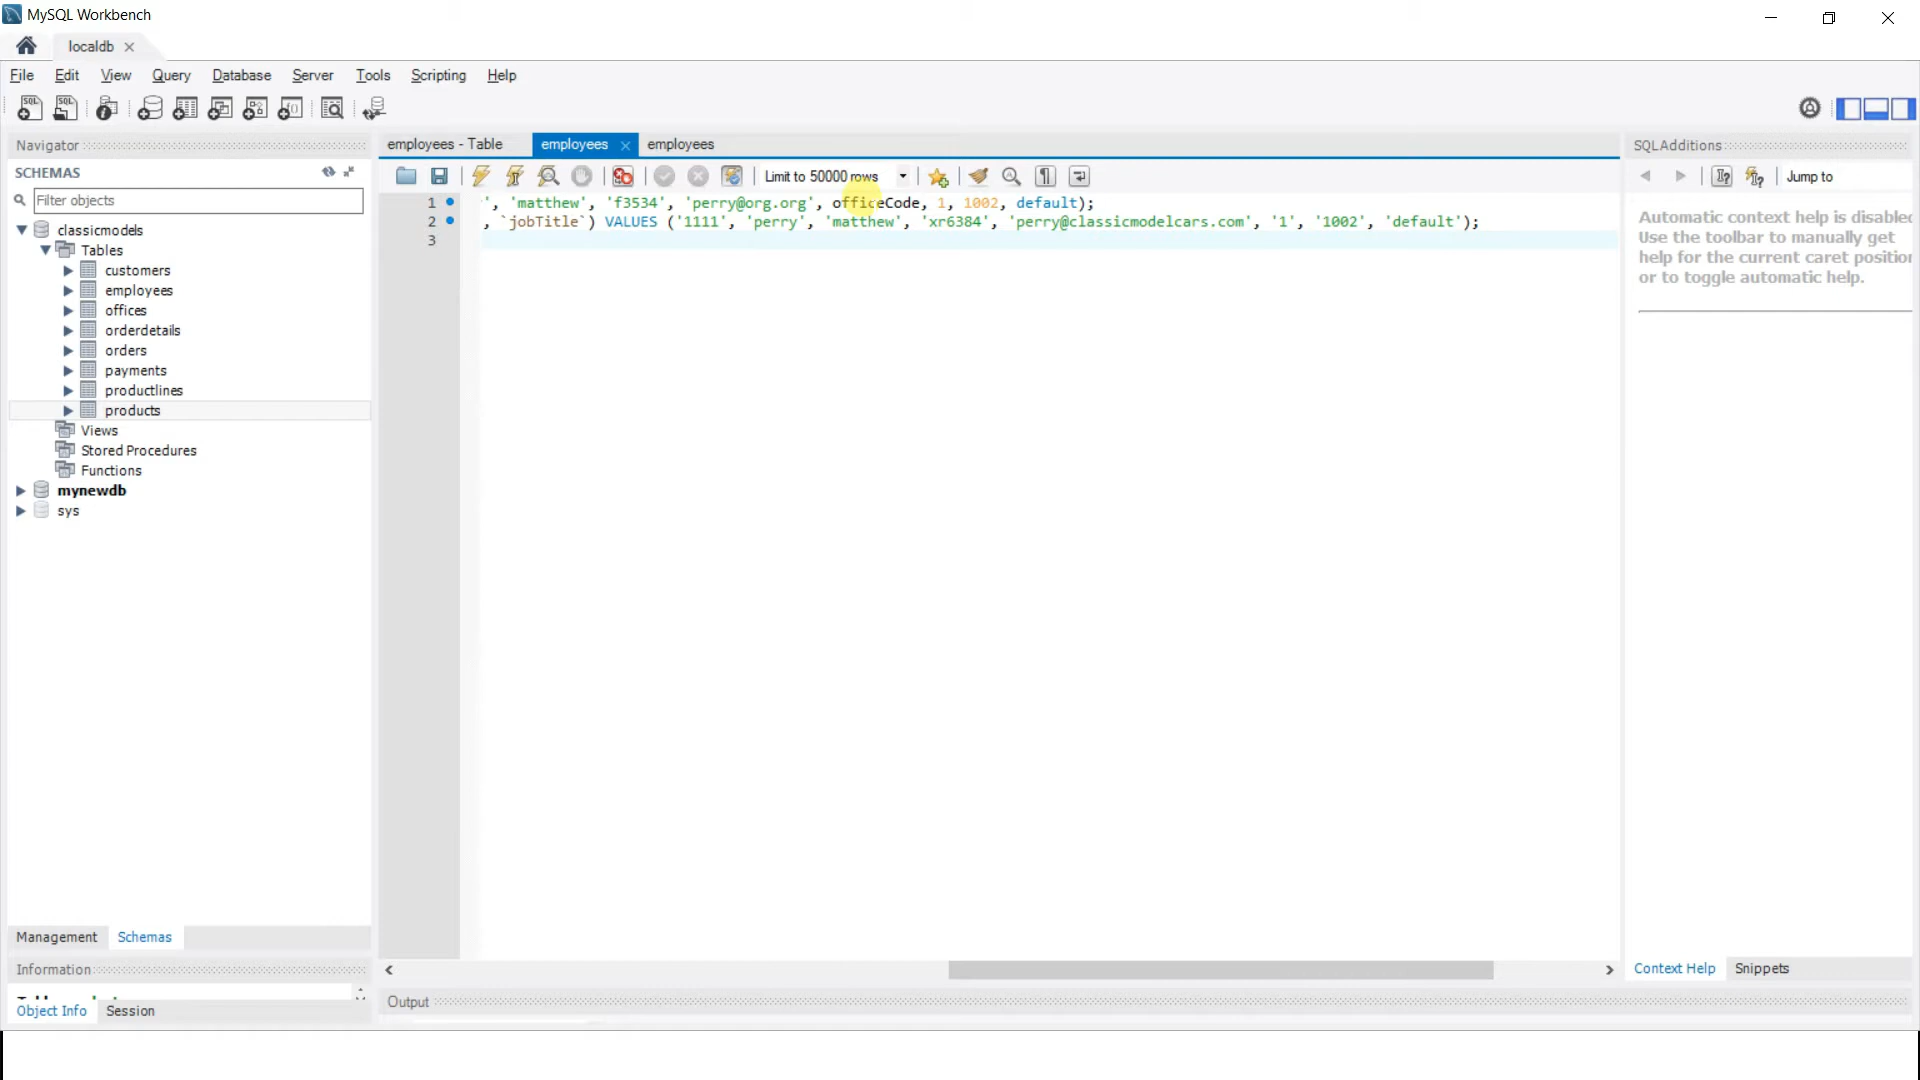 MySQL Workbench
localdb
File Edit View Query Database Server Tools Scripting Help
Navigator
SCHEMAS
Filter objects
classicmodels
Tables
customers
employees
offices
orderdetails
orders
payments
productlines
products
Views
Stored Procedures
Functions
mynewdb
sys
Management Schemas
Information
Object Info Session
employees - Table employees employees
Limit to 50000 rows
1 ', 'matthew', 'f3534', 'perry@org.org', officeCode, 1, 1002, default);
2 , `jobTitle`) VALUES ('1111', 'perry', 'matthew', 'xr6384', 'perry@classicmodelcars.com', '1', '1002', 'default');
3
Output
SQLAdditions
Jump to
Automatic context help is disabled
Use the toolbar to manually get
help for the current caret position
or to toggle automatic help.
Context Help Snippets